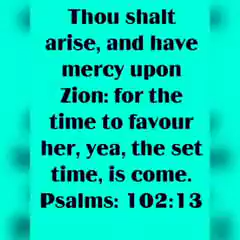 Thou shalt
arise, and have
mercy upon
Zion: for the
time to favour
her, yea, the set
time, is come.
Psalms: 102:13